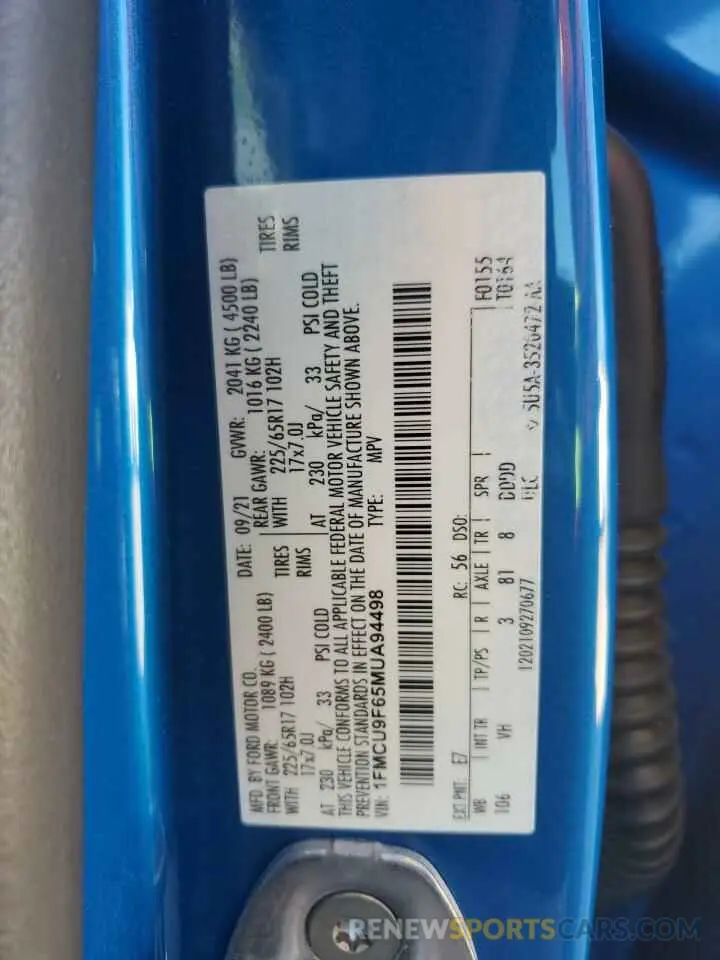 MFD. BY FORD MOTOR CO.
DATE: 09/21 GVWR: 2041 KG ( 4500 LB)
FRONT GAWR: 1089 KG ( 2400 LB) REAR GAWR: 1016 KG ( 2240 LB)
WITH 225/65R17 102H TIRES WITH 225/65R17 102H TIRES
17x7.0J RIMS 17x7.0J RIMS
AT 230 kPa/ 33 PSI COLD AT 230 kPa/ 33 PSI COLD
THIS VEHICLE CONFORMS TO ALL APPLICABLE FEDERAL MOTOR VEHICLE SAFETY AND THEFT
PREVENTION STANDARDS IN EFFECT ON THE DATE OF MANUFACTURE SHOWN ABOVE.
VIN: 1FMCU9F65MUA94498 TYPE: MPV
EXT PNT: E7 RC: 56 DSO: F0155
WB INT TR TP/PS R AXLE TR SPR T0164
106 VH 3 81 8 DDDD
1202109270677
RENEWSPORTCARS.COM